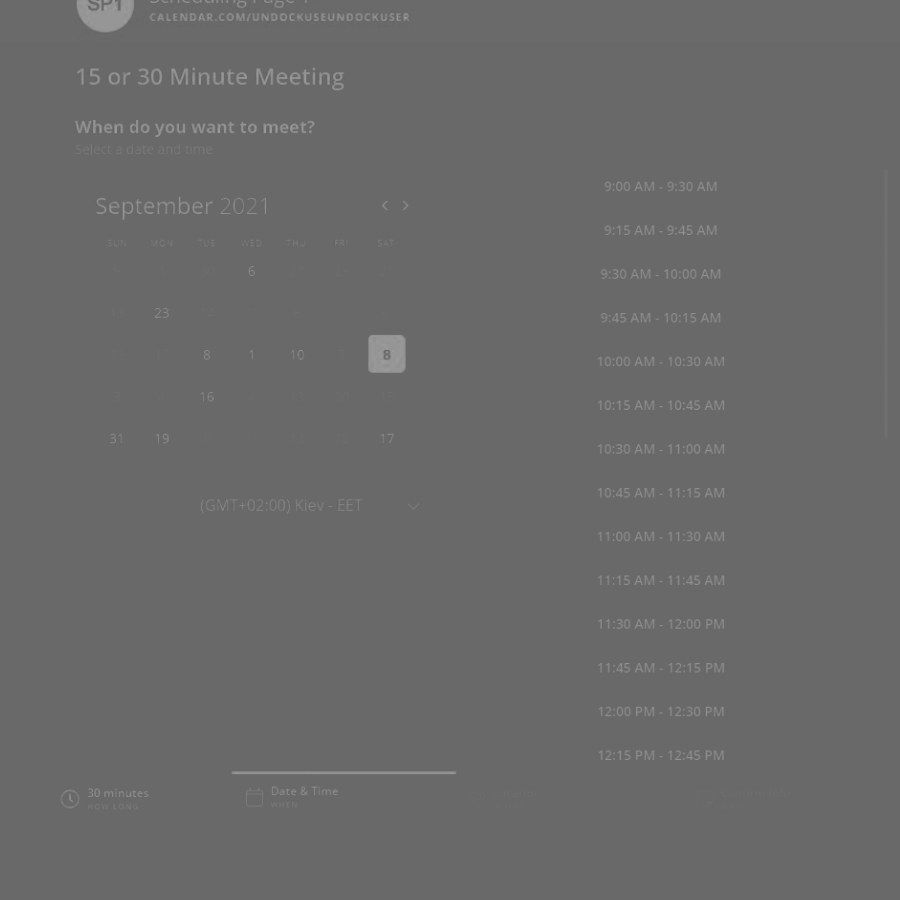 SP1
Scheduling Page 1
CALENDAR.COM/UNDOCKUSEUNDOCKUSER
15 or 30 Minute Meeting
When do you want to meet?
Select a date and time
September 2021
SUN MON TUE WED THU FRI SAT
6
23
8 1 10 8
16
31 19 17
(GMT+02:00) Kiev - EET
9:00 AM - 9:30 AM
9:15 AM - 9:45 AM
9:30 AM - 10:00 AM
9:45 AM - 10:15 AM
10:00 AM - 10:30 AM
10:15 AM - 10:45 AM
10:30 AM - 11:00 AM
10:45 AM - 11:15 AM
11:00 AM - 11:30 AM
11:15 AM - 11:45 AM
11:30 AM - 12:00 PM
11:45 AM - 12:15 PM
12:00 PM - 12:30 PM
12:15 PM - 12:45 PM
30 minutes
HOW LONG
Date & Time
WHEN